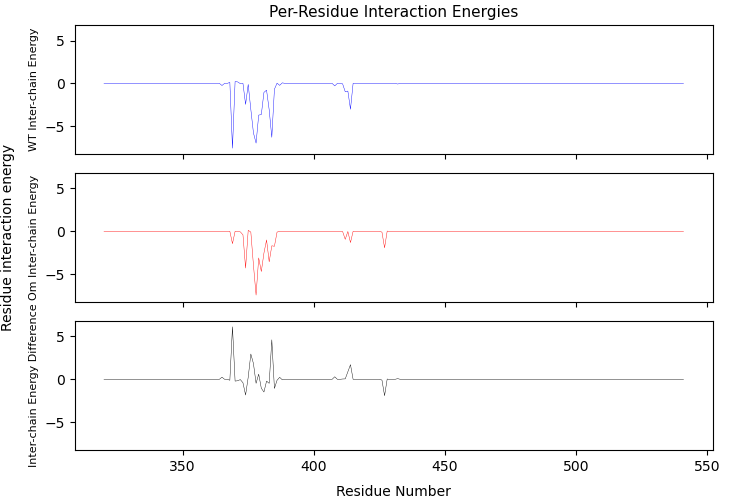 Per-Residue Interaction Energies
Residue interaction energy
WT Inter-chain Energy
5
0
−5
Om Inter-chain Energy
5
0
−5
Inter-chain Energy Difference
5
0
−5
350
400
450
500
550
Residue Number